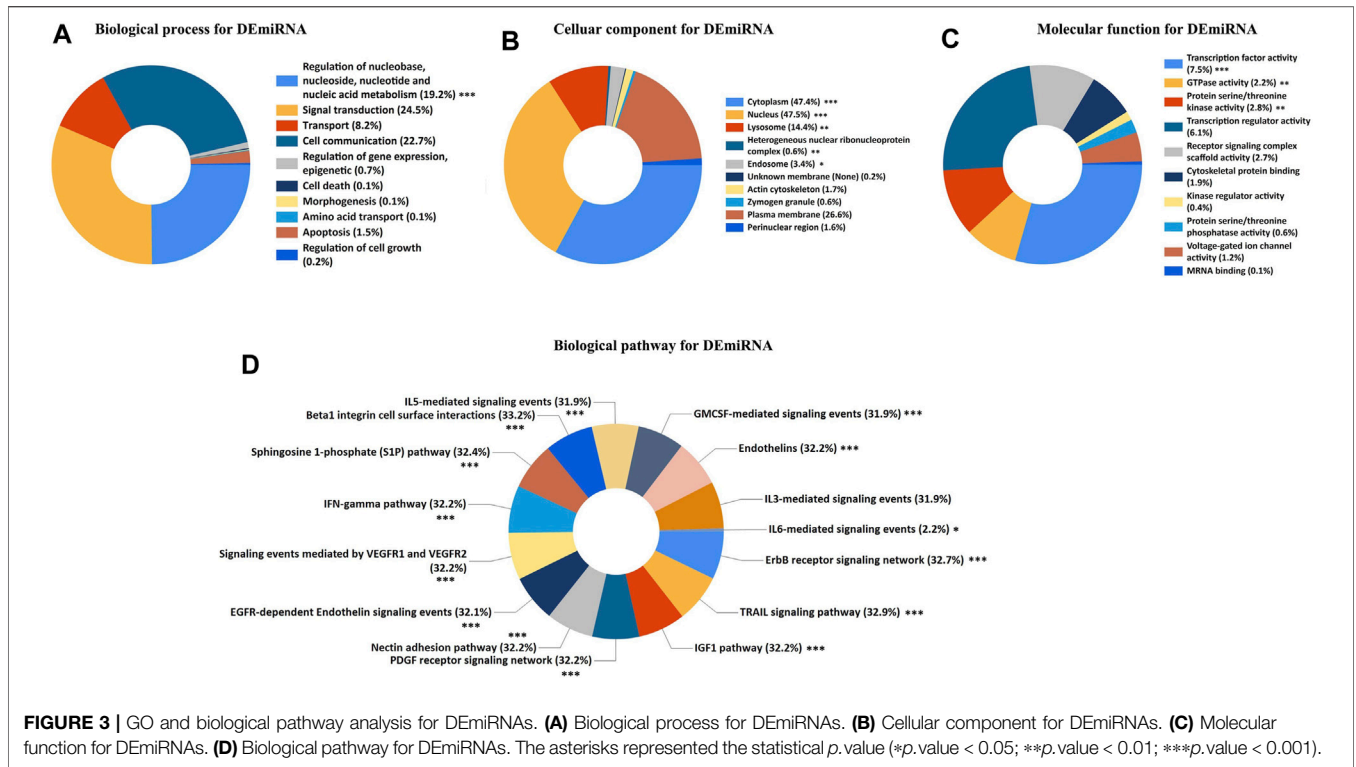 A
Biological process for DEmiRNA
Regulation of nucleobase,
nucleoside, nucleotide and
nucleic acid metabolism (19.2%) ***
Signal transduction (24.5%)
Transport (8.2%)
Cell communication (22.7%)
Regulation of gene expression,
epigenetic (0.7%)
Cell death (0.1%)
Morphogenesis (0.1%)
Amino acid transport (0.1%)
Apoptosis (1.5%)
Regulation of cell growth
(0.2%)
B
Celluar component for DEmiRNA
Cytoplasm (47.4%) ***
Nucleus (47.5%) ***
Lysosome (14.4%) **
Heterogeneous nuclear ribonucleoprotein
complex (0.6%) **
Endosome (3.4%) *
Unknown membrane (None) (0.2%)
Actin cytoskeleton (1.7%)
Zymogen granule (0.6%)
Plasma membrane (26.6%)
Perinuclear region (1.6%)
C
Molecular function for DEmiRNA
Transcription factor activity
(7.5%) ***
GTPase activity (2.2%) **
Protein serine/threonine
kinase activity (2.8%) **
Transcription regulator activity
(6.1%)
Receptor signaling complex
scaffold activity (2.7%)
Cytoskeletal protein binding
(1.9%)
Kinase regulator activity
(0.4%)
Protein serine/threonine
phosphatase activity (0.6%)
Voltage-gated ion channel
activity (1.2%)
MRNA binding (0.1%)
D
Biological pathway for DEmiRNA
IL5-mediated signaling events (31.9%)
***
Beta1 integrin cell surface interactions (33.2%)
***
Sphingosine 1-phosphate (S1P) pathway (32.4%)
***
IFN-gamma pathway (32.2%)
***
Signaling events mediated by VEGFR1 and VEGFR2
(32.2%)
***
EGFR-dependent Endothelin signaling events (32.1%)
***
***
Nectin adhesion pathway (32.2%)
PDGF receptor signaling network (32.2%)
***
GMCSF-mediated signaling events (31.9%) ***
Endothelins (32.2%) ***
IL3-mediated signaling events (31.9%)
IL6-mediated signaling events (2.2%) *
ErbB receptor signaling network (32.7%) ***
TRAIL signaling pathway (32.9%) ***
IGF1 pathway (32.2%) ***
FIGURE 3 | GO and biological pathway analysis for DEmiRNAs. (A) Biological process for DEmiRNAs. (B) Cellular component for DEmiRNAs. (C) Molecular
function for DEmiRNAs. (D) Biological pathway for DEmiRNAs. The asterisks represented the statistical p.value (*p.value < 0.05; **p.value < 0.01; ***p.value < 0.001).